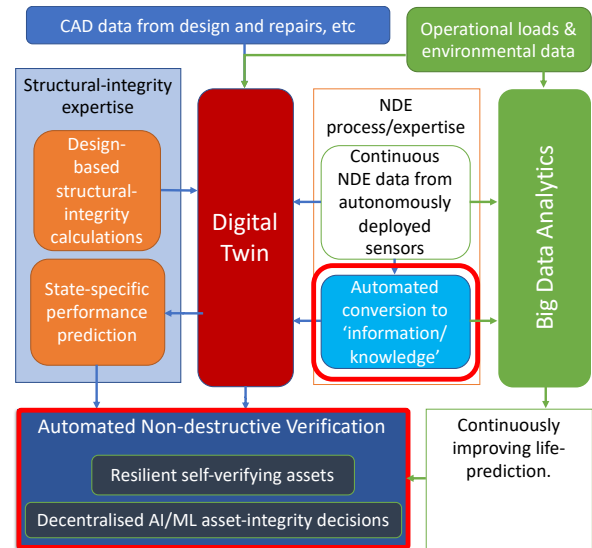 CAD data from design and repairs, etc
Operational loads &
environmental data
Structural-integrity
expertise
Design-
based
structural-
integrity
calculations
State-specific
performance
prediction
Digital
Twin
NDE
process/expertise
Continuous
NDE data from
autonomously
deployed
sensors
Automated
conversion to
‘information/
knowledge’
Big Data Analytics
Automated Non-destructive Verification
Resilient self-verifying assets
Decentralised AI/ML asset-integrity decisions
Continuously
improving life-
prediction.